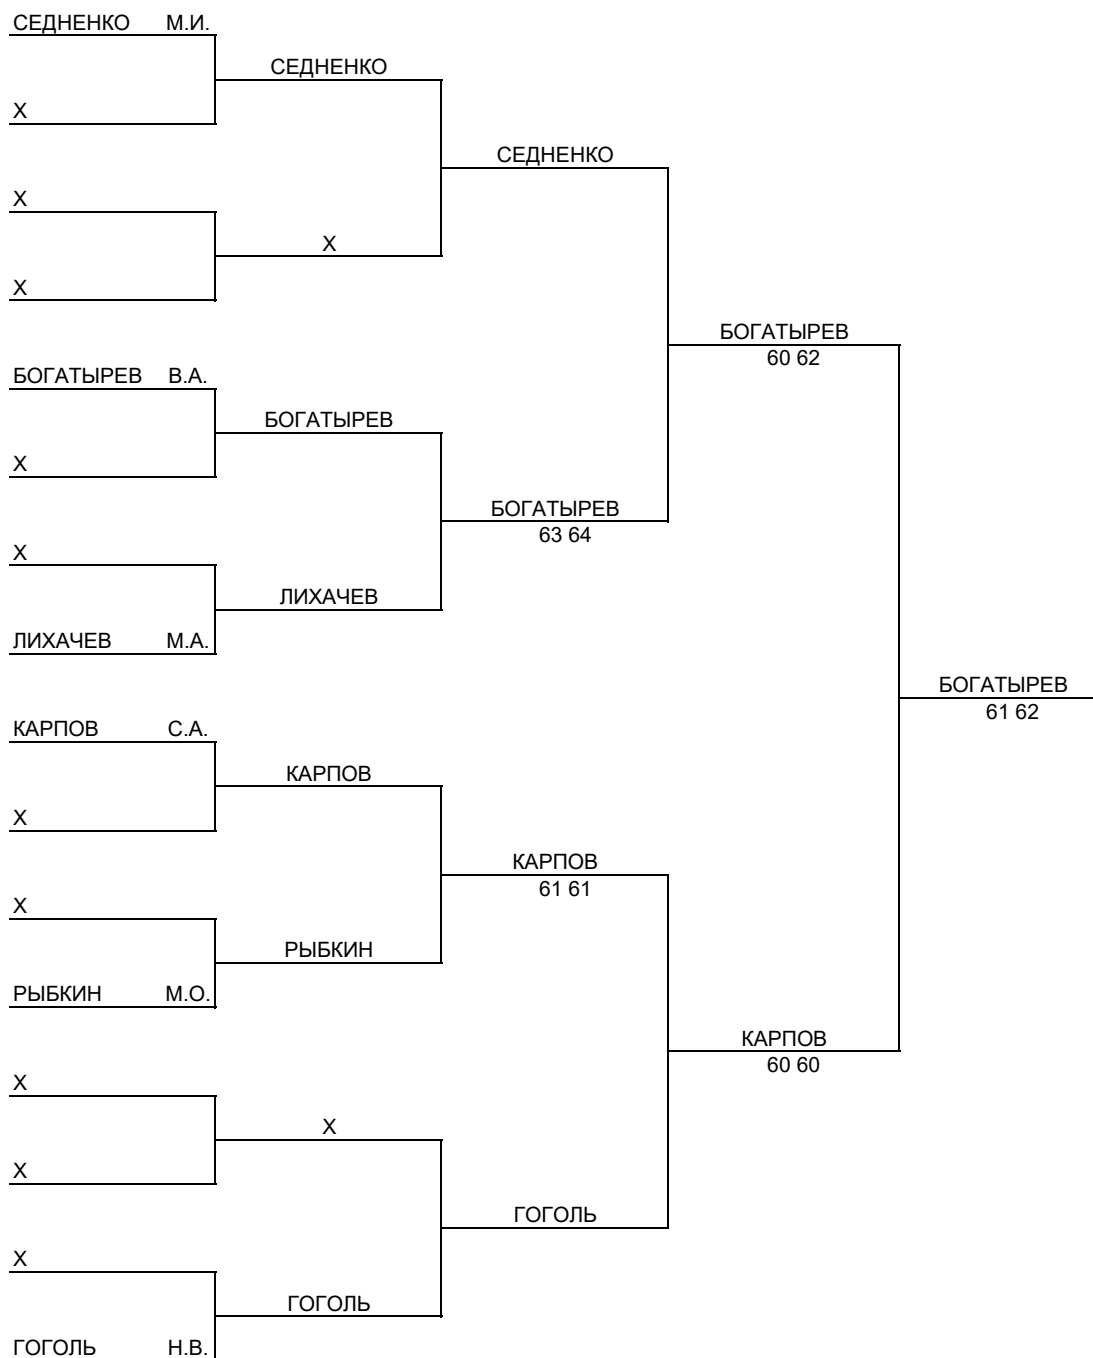 СЕДНЕНКО М.И.
СЕДНЕНКО
X
СЕДНЕНКО
X
X
X
БОГАТЫРЕВ
60 62
БОГАТЫРЕВ В.А.
БОГАТЫРЕВ
X
БОГАТЫРЕВ
63 64
X
ЛИХАЧЕВ
ЛИХАЧЕВ М.А.
БОГАТЫРЕВ
61 62
КАРПОВ С.А.
КАРПОВ
X
КАРПОВ
61 61
X
РЫБКИН
РЫБКИН М.О.
КАРПОВ
60 60
X
X
X
ГОГОЛЬ
X
ГОГОЛЬ
ГОГОЛЬ Н.В.